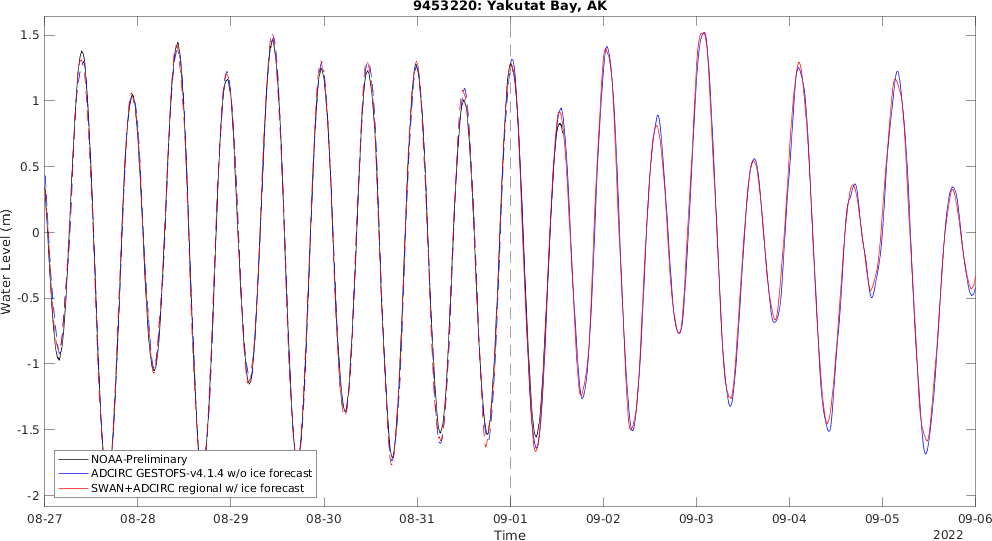 9453220: Yakutat Bay, AK
1.5
1
0.5
0
-0.5
-1
-1.5
-2
Water Level (m)
NOAA-Preliminary
ADCIRC GESTOFS-v4.1.4 w/o ice forecast
SWAN+ADCIRC regional w/ ice forecast
08-27 08-28 08-29 08-30 08-31 09-01 09-02 09-03 09-04 09-05 09-06
Time
2022